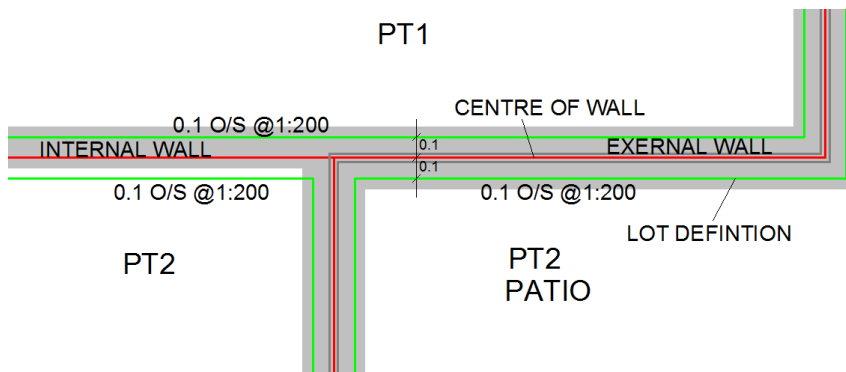 PT1
CENTRE OF WALL
0.1 O/S @1:200
0.1
INTERNAL WALL
EXERNAL WALL
0.1
0.1 O/S @1:200
0.1 O/S @1:200
LOT DEFINTION
PT2
PT2
PATIO